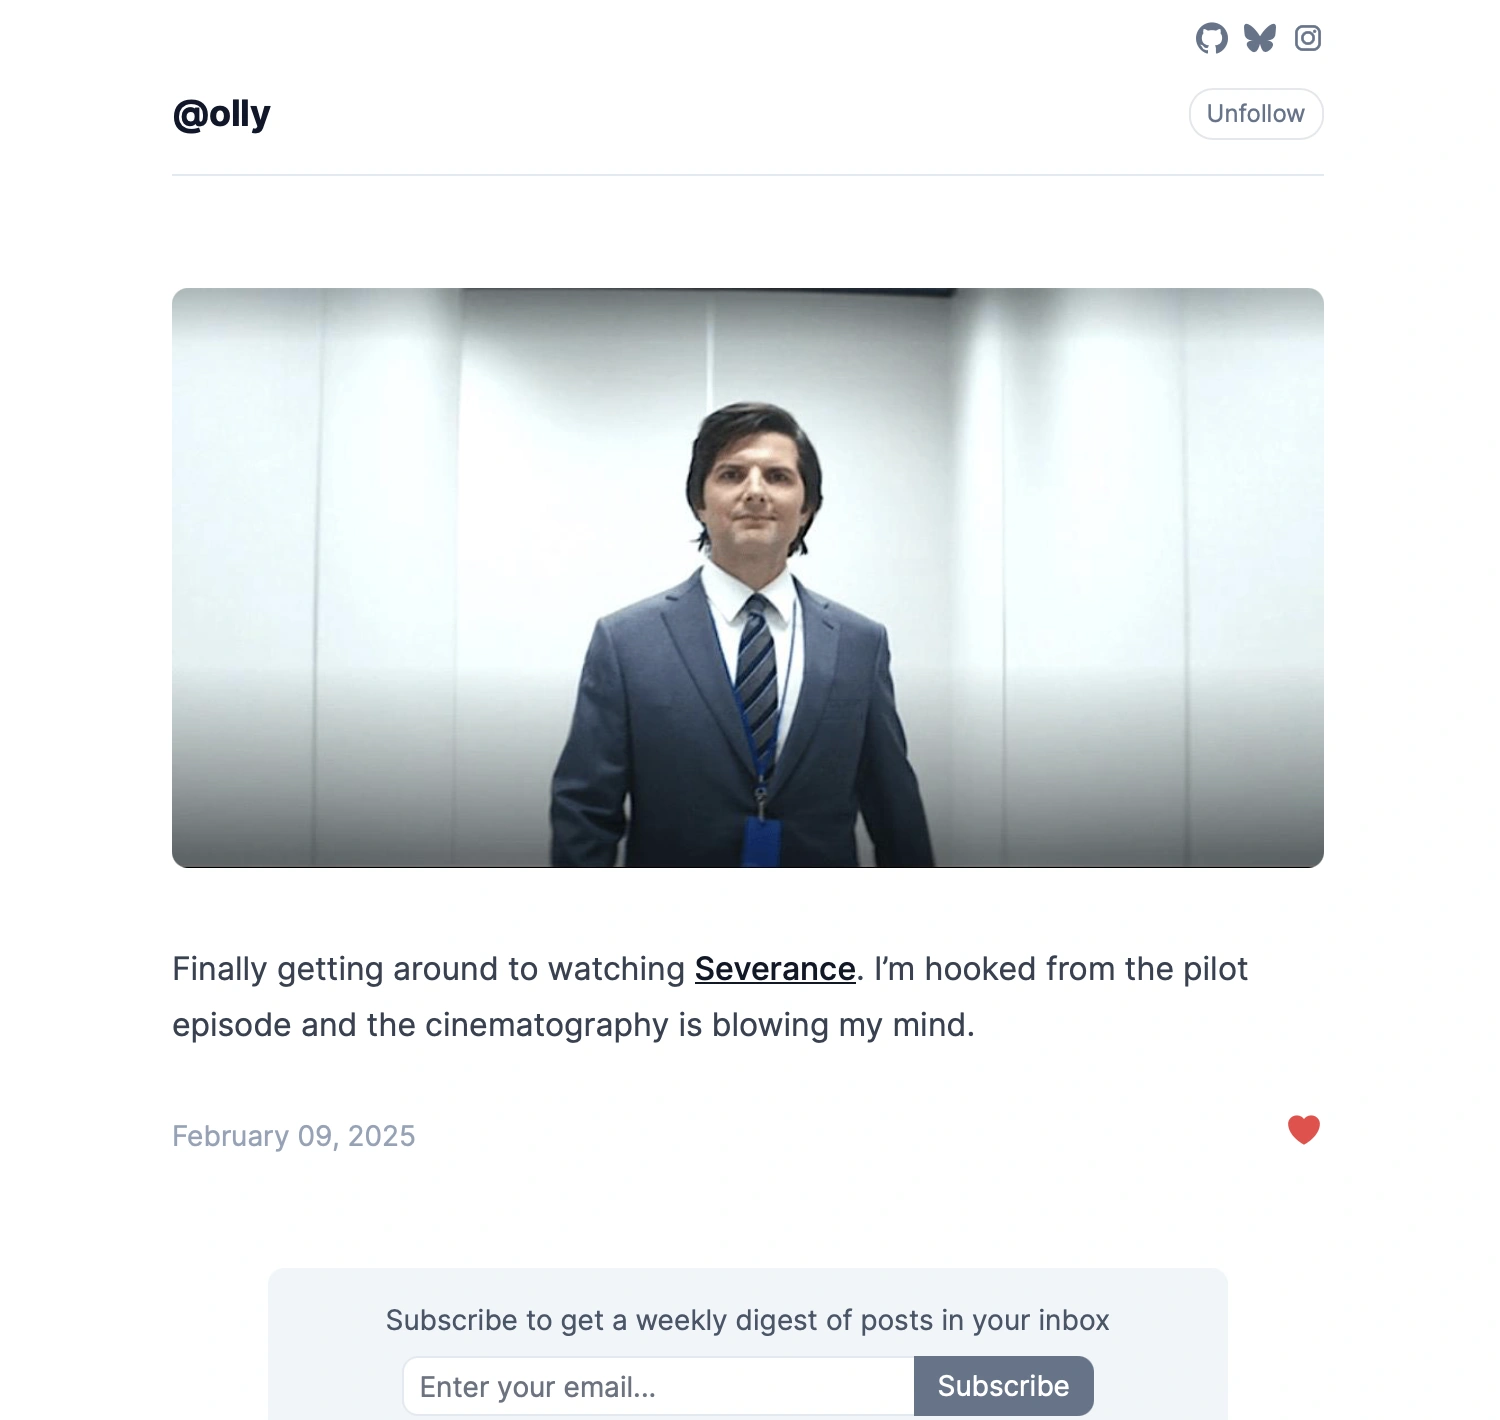 @olly
Unfollow
Finally getting around to watching Severance. I’m hooked from the pilot
episode and the cinematography is blowing my mind.
February 09, 2025
Subscribe to get a weekly digest of posts in your inbox
Enter your email...
Subscribe